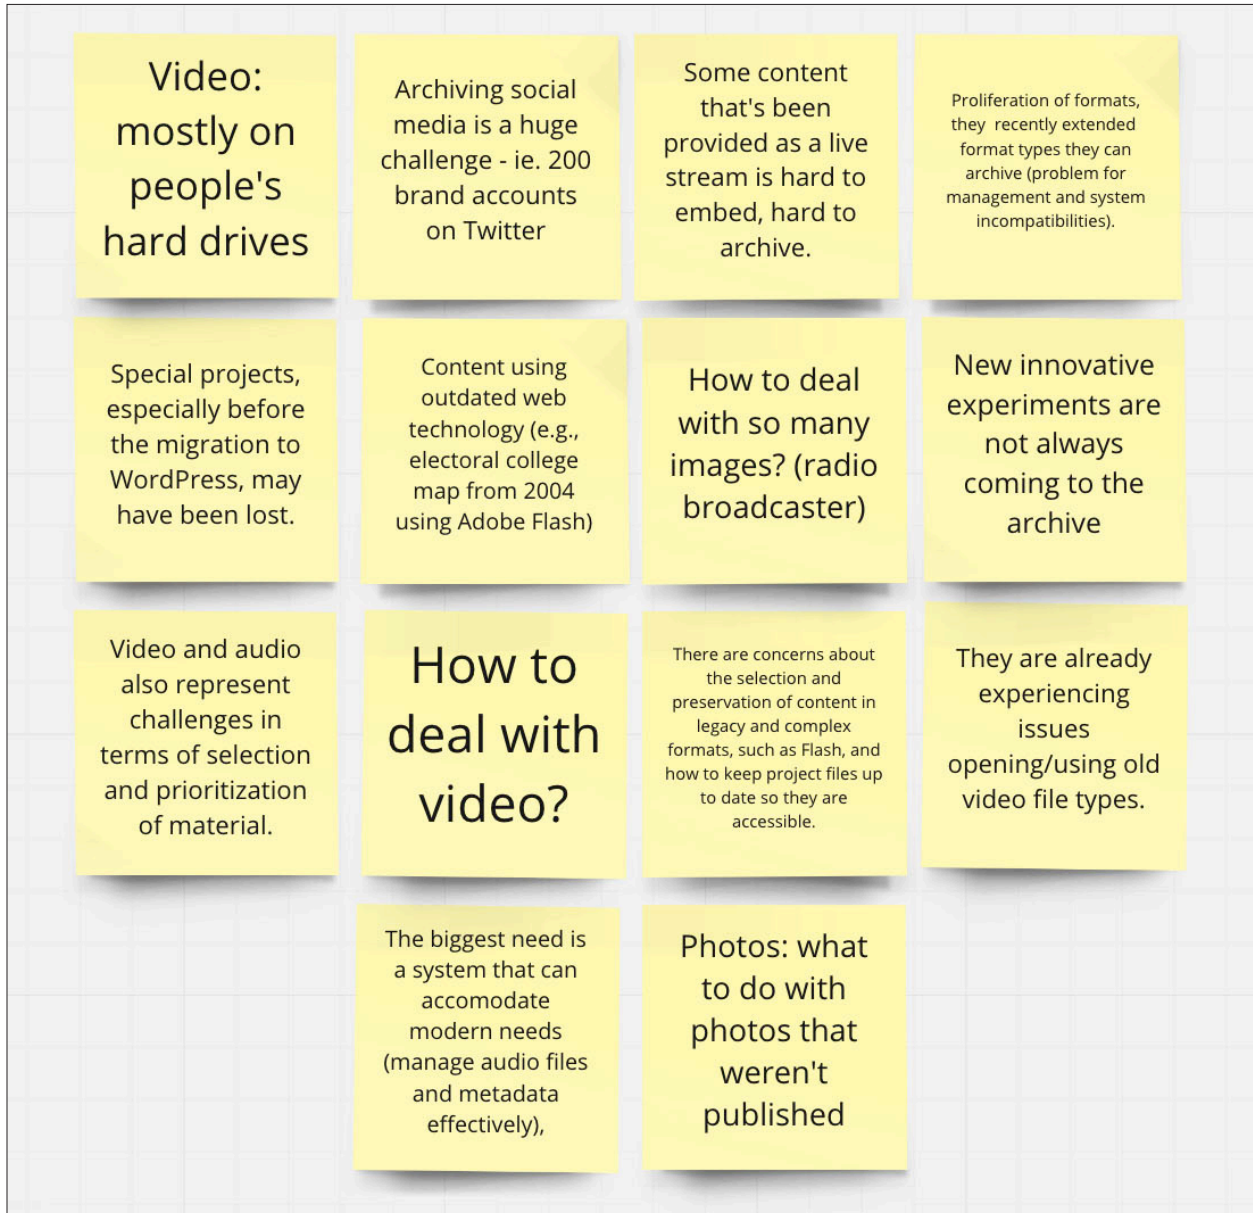 Video:
mostly on
people's
hard drives
Archiving social
media is a huge
challenge - ie. 200
brand accounts
on Twitter
Some content
that's been
provided as a live
stream is hard to
embed, hard to
archive.
Proliferation of formats,
they recently extended
format types they can
archive (problem for
management and system
incompatibilities).
Special projects,
especially before
the migration to
WordPress, may
have been lost.
Content using
outdated web
technology (e.g.,
electoral college
map from 2004
using Adobe Flash)
How to deal
with so many
images? (radio
broadcaster)
New innovative
experiments are
not always
coming to the
archive
Video and audio
also represent
challenges in
terms of selection
and prioritization
of material.
How to
deal with
video?
There are concerns about
the selection and
preservation of content in
legacy and complex
formats, such as Flash, and
how to keep project files up
to date so they are
accessible.
They are already
experiencing
issues
opening/using old
video file types.
The biggest need is
a system that can
accomodate
modern needs
(manage audio files
and metadata
effectively),
Photos: what
to do with
photos that
weren't
published